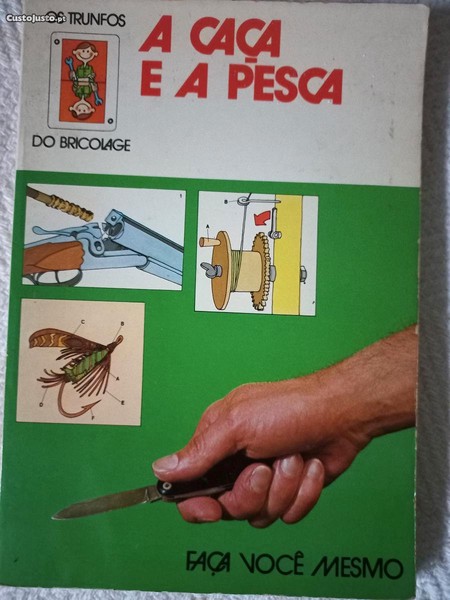 CustoJusto.pt
OS TRUNFOS
DO BRICOLAGE
A CAÇA
E A PESCA
C
B
A
D
E
F
FAÇA VOCÊ MESMO